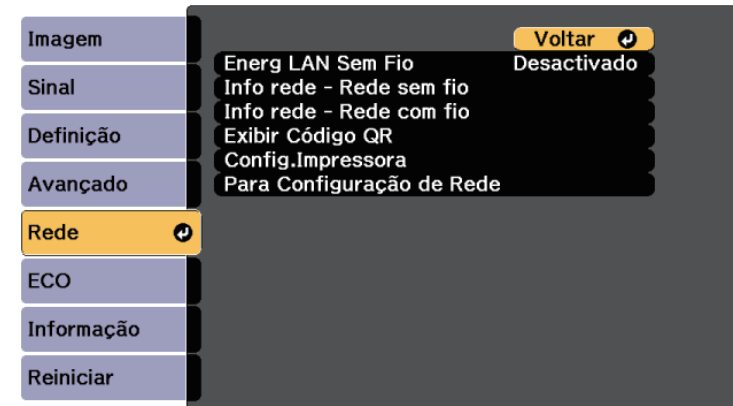 Imagem
Sinal
Definição
Avançado
Rede
ECO
Informação
Reiniciar
Voltar
Energ LAN Sem Fio Desactivado
Info rede - Rede sem fio
Info rede - Rede com fio
Exibir Código QR
Config.Impressora
Para Configuração de Rede